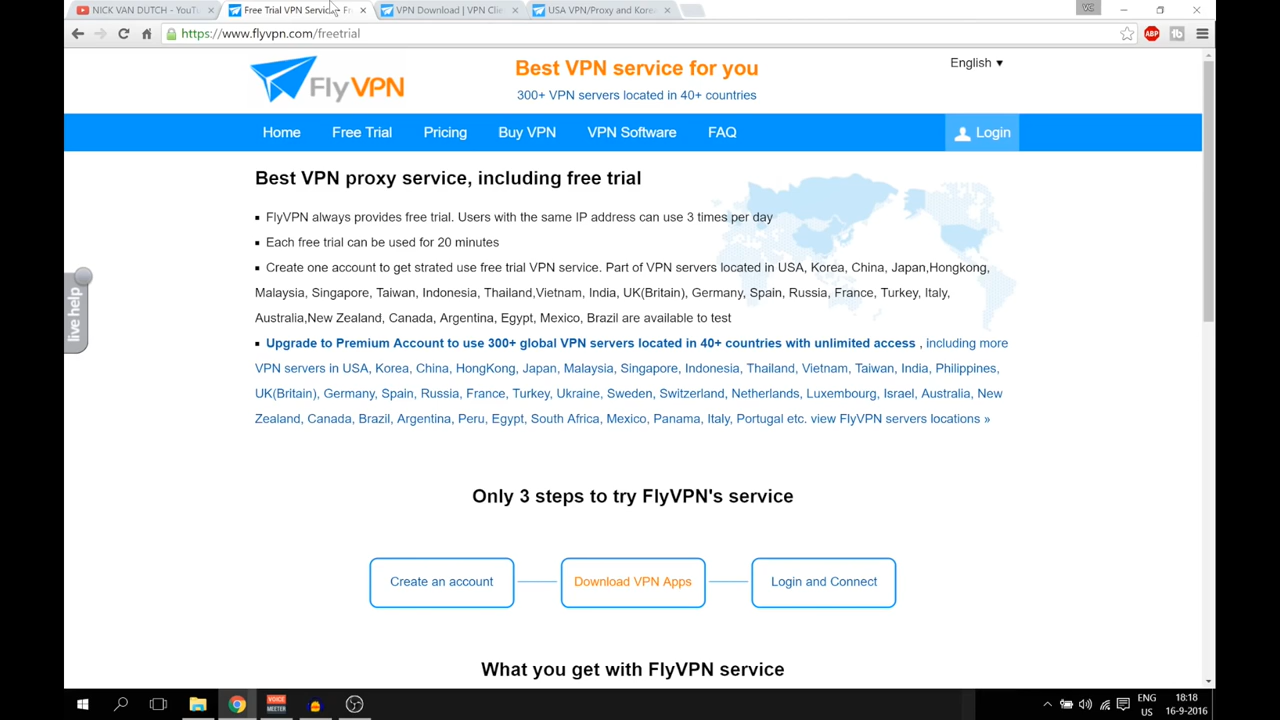 NICK VAN DUTCH - YouTu
Free Trial VPN Service - Fr
VPN Download | VPN Clie
USA VPN/Proxy and Korea
VC
https://www.flyvpn.com/freetrial
ABP
FlyVPN
Best VPN service for you
300+ VPN servers located in 40+ countries
English ▼
Home
Free Trial
Pricing
Buy VPN
VPN Software
FAQ
Login
Best VPN proxy service, including free trial
▪ FlyVPN always provides free trial. Users with the same IP address can use 3 times per day
▪ Each free trial can be used for 20 minutes
▪ Create one account to get strated use free trial VPN service. Part of VPN servers located in USA, Korea, China, Japan,Hongkong,
Malaysia, Singapore, Taiwan, Indonesia, Thailand,Vietnam, India, UK(Britain), Germany, Spain, Russia, France, Turkey, Italy,
Australia,New Zealand, Canada, Argentina, Egypt, Mexico, Brazil are available to test
▪ Upgrade to Premium Account to use 300+ global VPN servers located in 40+ countries with unlimited access , including more
VPN servers in USA, Korea, China, HongKong, Japan, Malaysia, Singapore, Indonesia, Thailand, Vietnam, Taiwan, India, Philippines,
UK(Britain), Germany, Spain, Russia, France, Turkey, Ukraine, Sweden, Switzerland, Netherlands, Luxembourg, Israel, Australia, New
Zealand, Canada, Brazil, Argentina, Peru, Egypt, South Africa, Mexico, Panama, Italy, Portugal etc. view FlyVPN servers locations »
live help
Only 3 steps to try FlyVPN's service
Create an account
Download VPN Apps
Login and Connect
What you get with FlyVPN service
VOICE
MEETER
ENG
US
18:18
16-9-2016